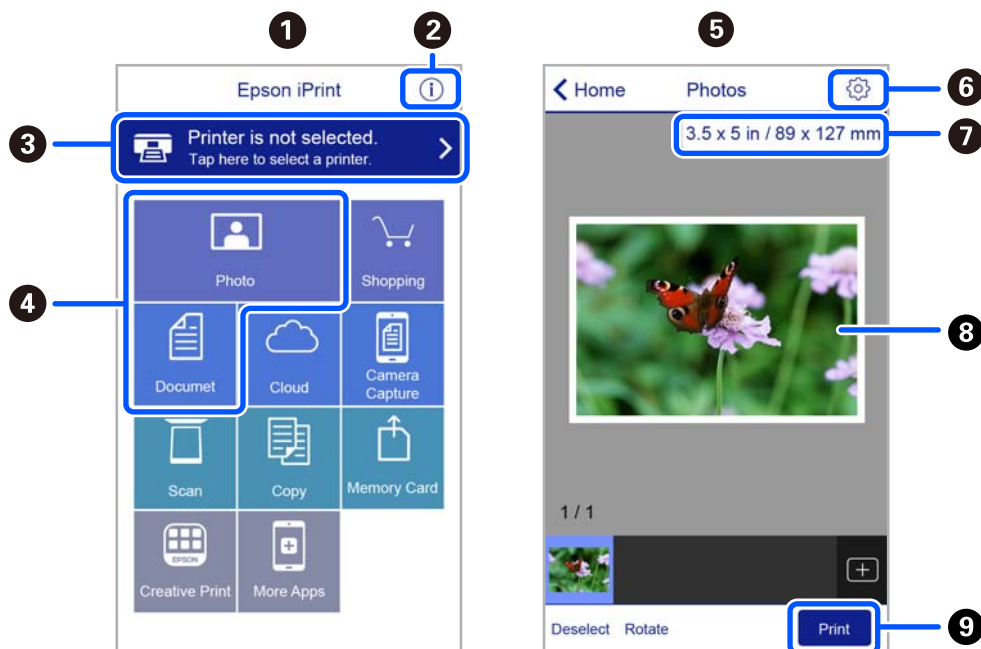 1
2
Epson iPrint
3
Printer is not selected.
Tap here to select a printer.
4
Photo
Shopping
Documet
Cloud
Camera
Capture
Scan
Copy
Memory Card
EPSON
Creative Print
More Apps
5
Home
Photos
6
3.5 x 5 in / 89 x 127 mm
7
8
1 / 1
Deselect
Rotate
Print
9